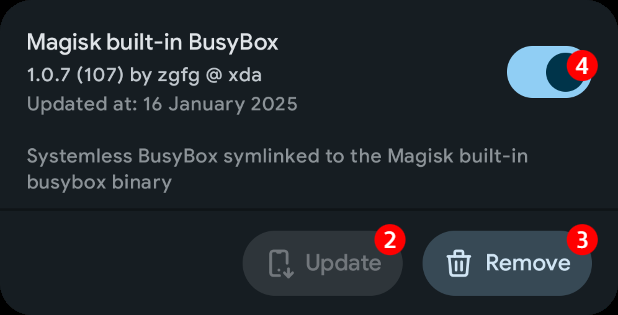 Magisk built-in BusyBox
1.0.7 (107) by zgfg @ xda
4
Updated at: 16 January 2025
Systemless BusyBox symlinked to the Magisk built-in
busybox binary
2
3
Update
Remove